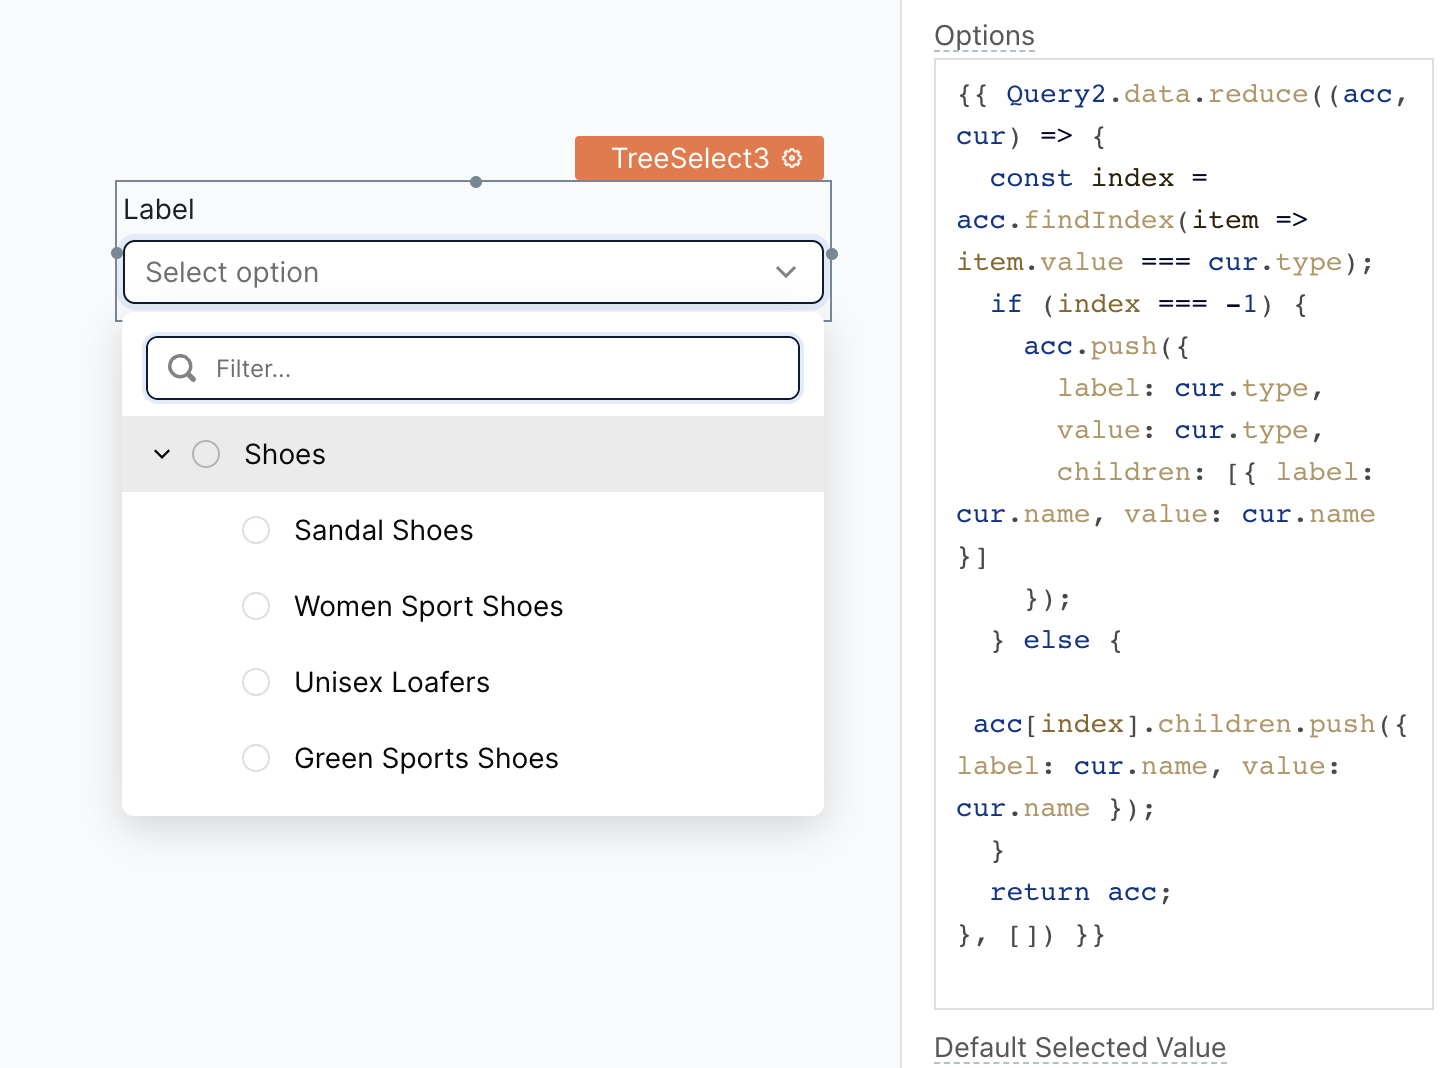 TreeSelect3
Label
Select option
Filter...
Shoes
Sandal Shoes
Women Sport Shoes
Unisex Loafers
Green Sports Shoes
Options
{{ Query2.data.reduce((acc,
cur) => {
  const index =
acc.findIndex(item =>
item.value === cur.type);
  if (index === -1) {
    acc.push({
      label: cur.type,
      value: cur.type,
      children: [{ label:
cur.name, value: cur.name
}]
    });
  } else {

 acc[index].children.push({
label: cur.name, value:
cur.name });
  }
  return acc;
}, []) }}
Default Selected Value